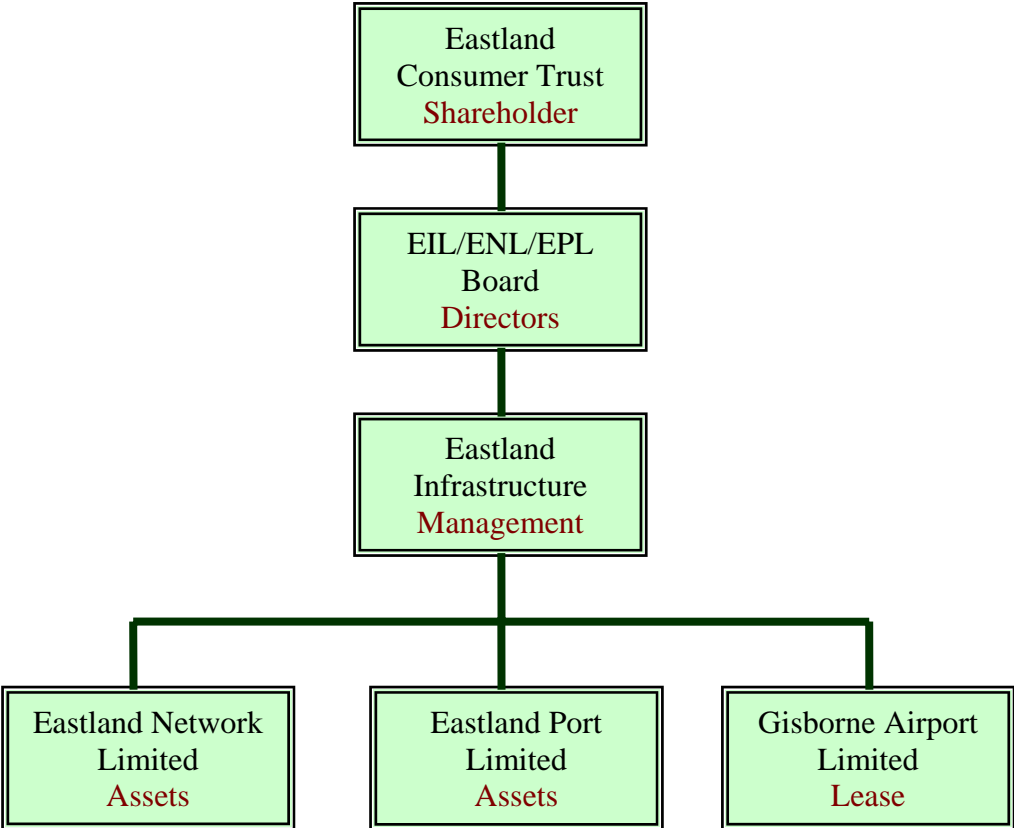 Eastland
Consumer Trust
Shareholder
EIL/ENL/EPL
Board
Directors
Eastland
Infrastructure
Management
Eastland Network
Limited
Assets
Eastland Port
Limited
Assets
Gisborne Airport
Limited
Lease